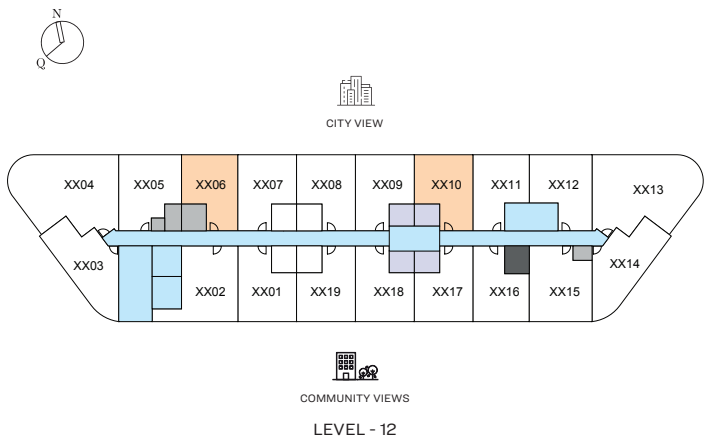 N
Q
CITY VIEW
XX04 XX05 XX06 XX07 XX08 XX09 XX10 XX11 XX12 XX13
XX03 XX14
XX02 XX01 XX19 XX18 XX17 XX16 XX15
COMMUNITY VIEWS
LEVEL - 12